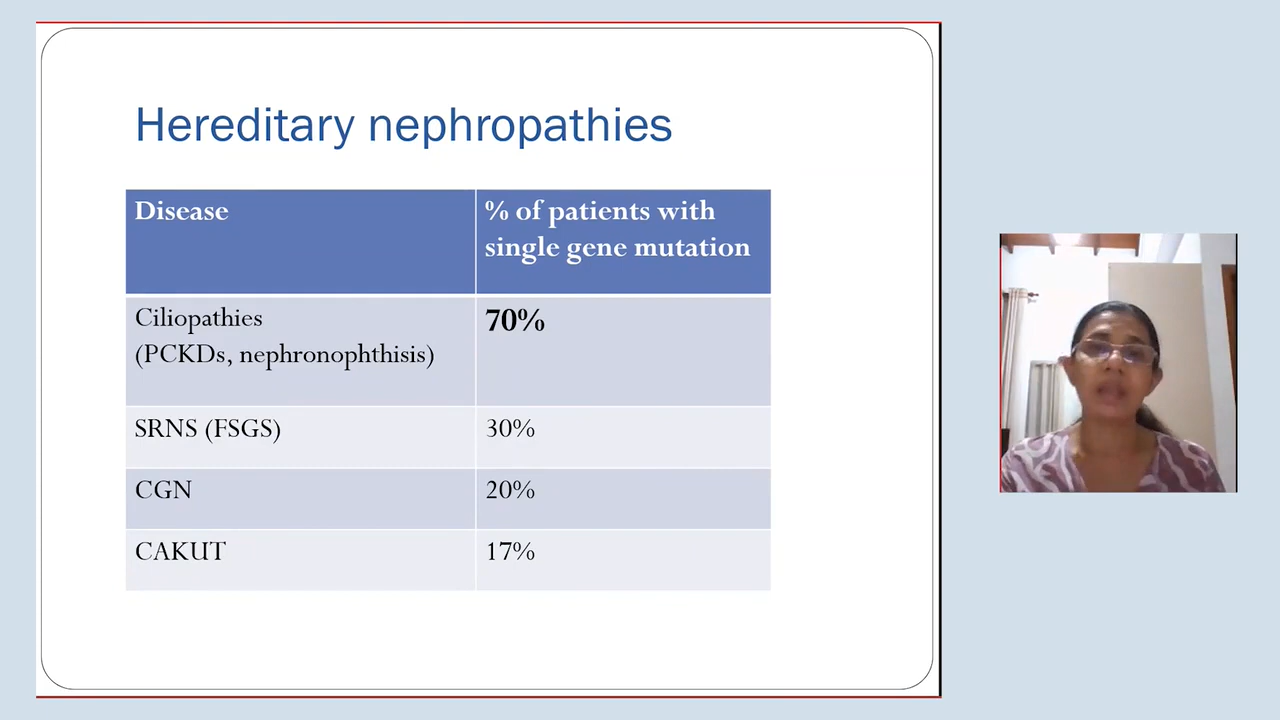 Hereditary nephropathies
Disease
% of patients with
single gene mutation
Ciliopathies
(PCKDs, nephronophthisis)
70%
SRNS (FSGS)
30%
CGN
20%
CAKUT
17%